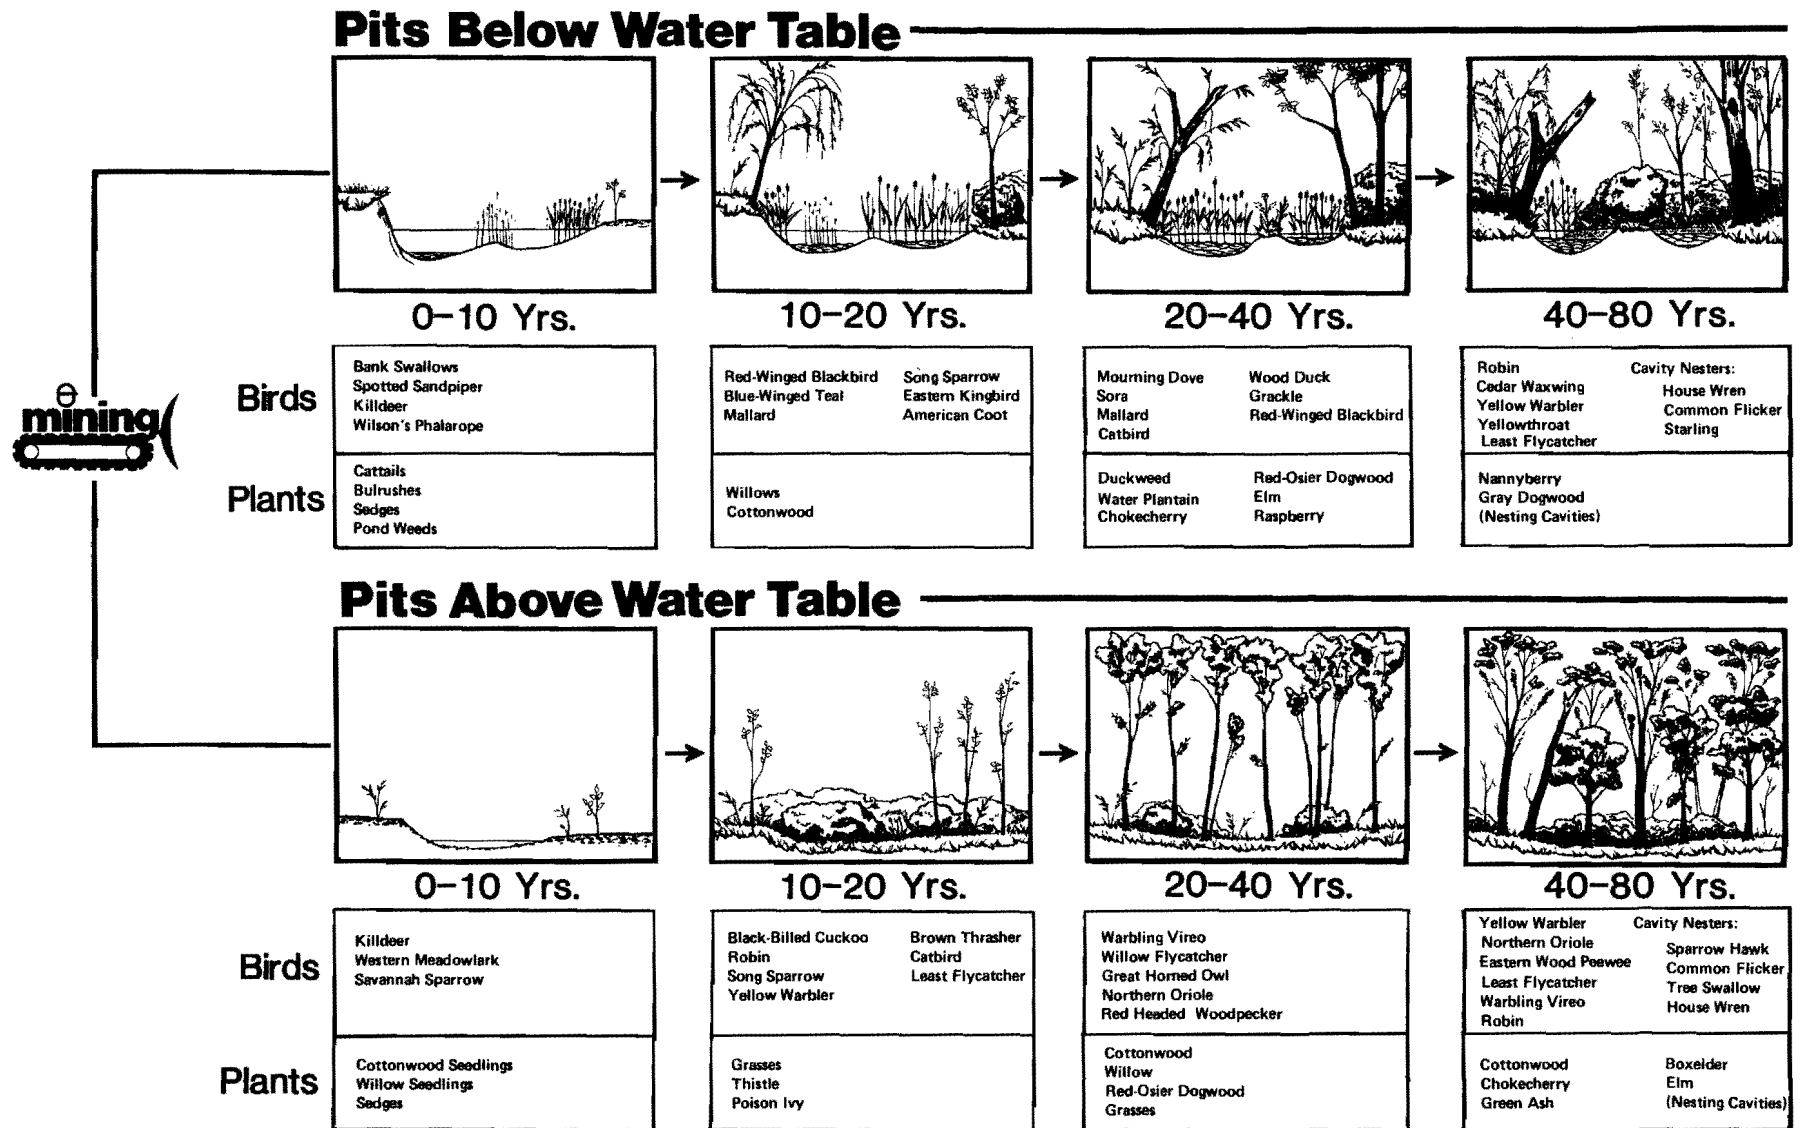 Pits Below Water Table
0-10 Yrs.
10-20 Yrs.
20-40 Yrs.
40-80 Yrs.
mining
Birds
Bank Swallows
Spotted Sandpiper
Killdeer
Wilson's Phalarope
Red-Winged Blackbird
Blue-Winged Teal
Mallard
Song Sparrow
Eastern Kingbird
American Coot
Mourning Dove
Sora
Mallard
Catbird
Wood Duck
Grackle
Red-Winged Blackbird
Robin
Cedar Waxwing
Yellow Warbler
Yellowthroat
Least Flycatcher
Cavity Nesters:
House Wren
Common Flicker
Starling
Plants
Cattails
Bulrushes
Sedges
Pond Weeds
Willows
Cottonwood
Duckweed
Water Plantain
Chokecherry
Red-Osier Dogwood
Elm
Raspberry
Nannyberry
Gray Dogwood
(Nesting Cavities)
Pits Above Water Table
0-10 Yrs.
10-20 Yrs.
20-40 Yrs.
40-80 Yrs.
Birds
Killdeer
Western Meadowlark
Savannah Sparrow
Black-Billed Cuckoo
Robin
Song Sparrow
Yellow Warbler
Brown Thrasher
Catbird
Least Flycatcher
Warbling Vireo
Willow Flycatcher
Great Horned Owl
Northern Oriole
Red Headed Woodpecker
Yellow Warbler
Northern Oriole
Eastern Wood Peewee
Least Flycatcher
Warbling Vireo
Robin
Cavity Nesters:
Sparrow Hawk
Common Flicker
Tree Swallow
House Wren
Plants
Cottonwood Seedlings
Willow Seedlings
Sedges
Grasses
Thistle
Poison Ivy
Cottonwood
Willow
Red-Osier Dogwood
Grasses
Cottonwood
Chokecherry
Green Ash
Boxelder
Elm
(Nesting Cavities)